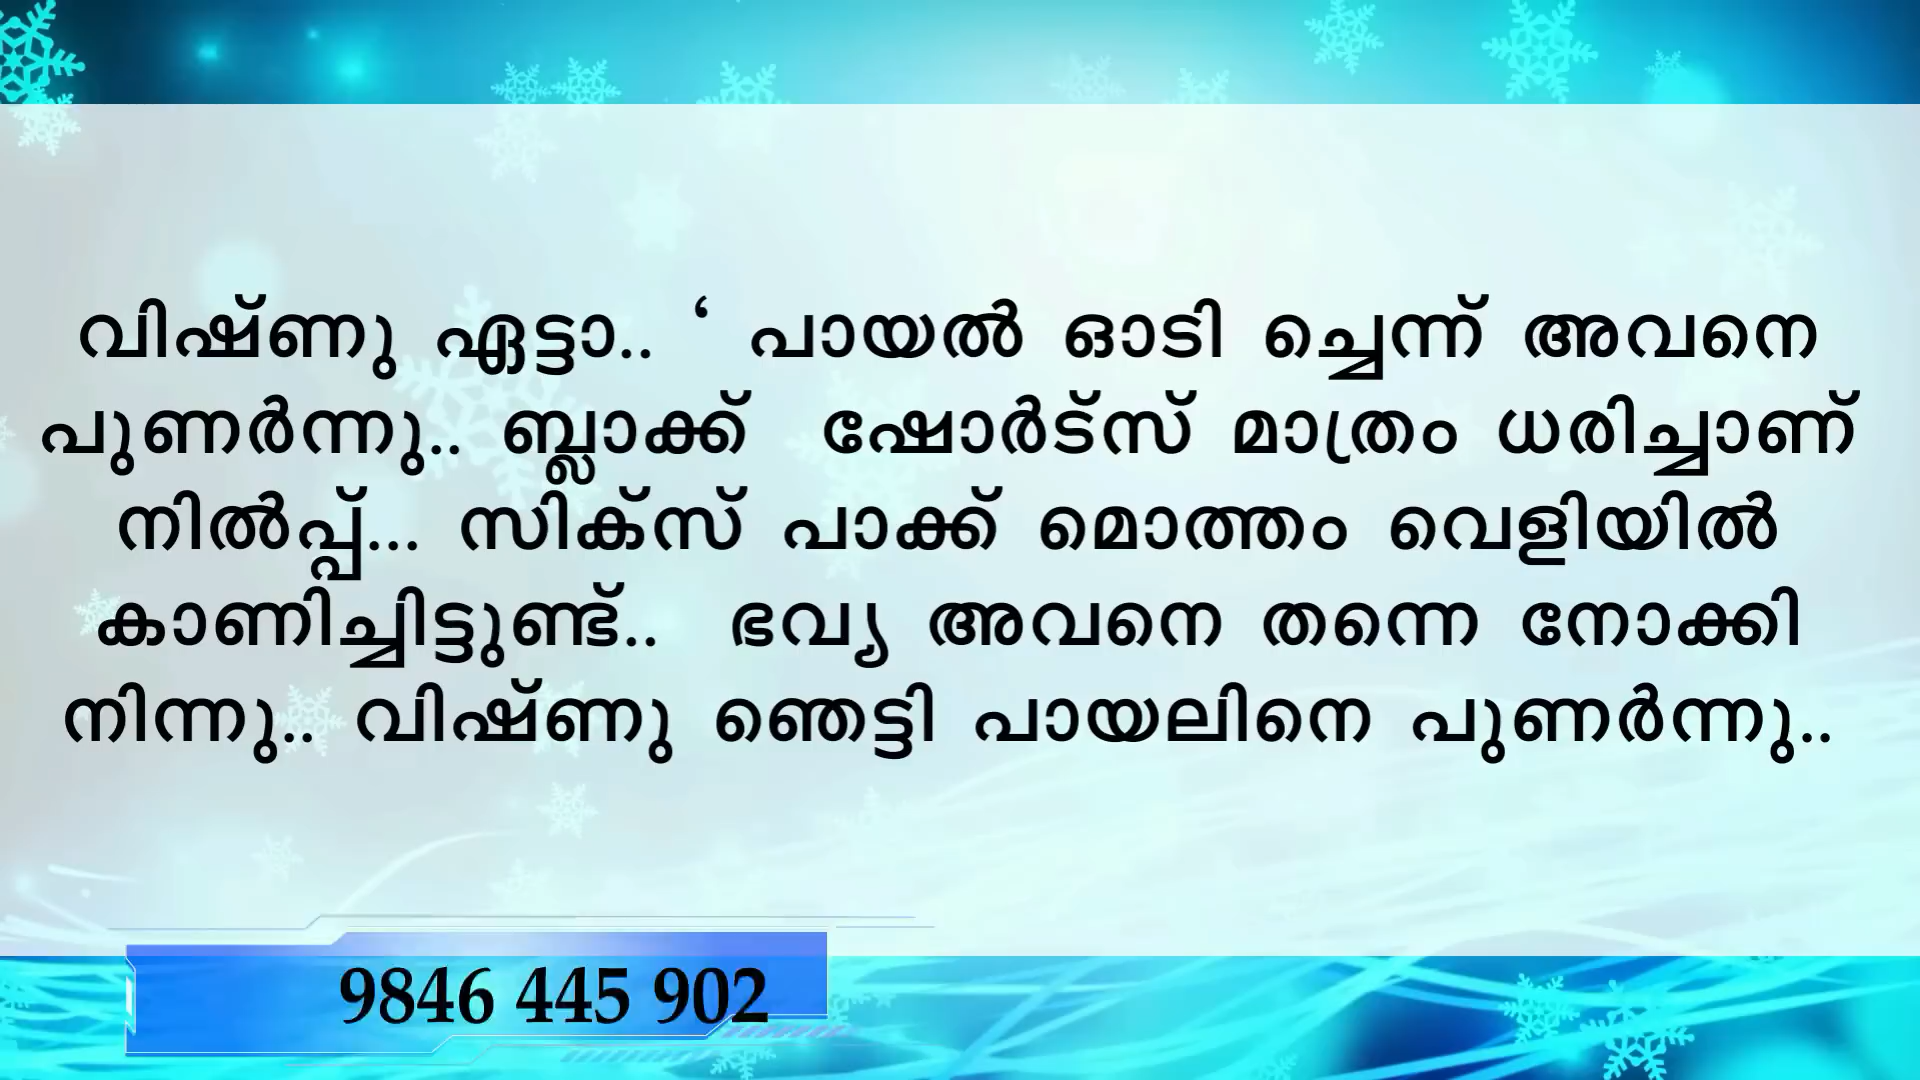 വിഷ്ണു ഏട്ടാ.. ‘ പായൽ ഓടി ച്ചെന്ന് അവനെ
പുണർന്നു.. ബ്ലാക്ക് ഷോർട്സ് മാത്രം ധരിച്ചാണ്
നിൽപ്പ്... സിക്സ് പാക്ക് മൊത്തം വെളിയിൽ
കാണിച്ചിട്ടുണ്ട്.. ഭവ്യ അവനെ തന്നെ നോക്കി
നിന്നു.. വിഷ്ണു ഞെട്ടി പായലിനെ പുണർന്നു..
9846 445 902